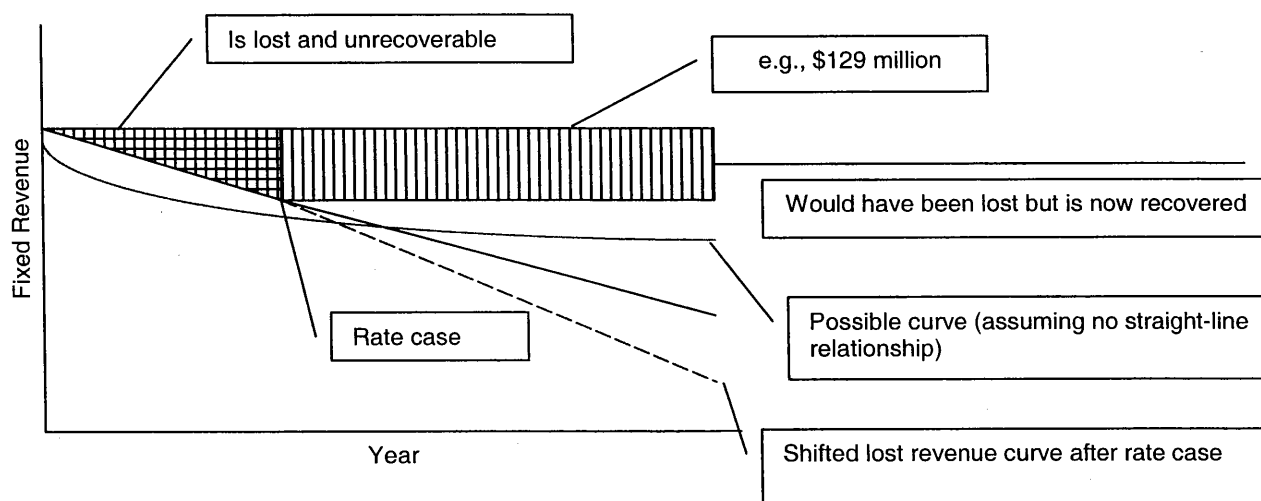 Is lost and unrecoverable
e.g., $129 million
Fixed Revenue
Would have been lost but is now recovered
Rate case
Possible curve (assuming no straight-line
relationship)
Year
Shifted lost revenue curve after rate case